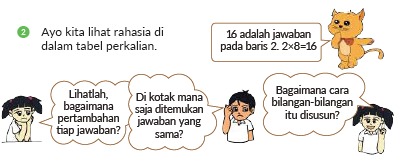 2 Ayo kita lihat rahasia di
dalam tabel perkalian.
16 adalah jawaban
pada baris 2. 2×8=16
Lihatlah,
bagaimana
pertambahan
tiap jawaban?
Di kotak mana
saja ditemukan
jawaban yang
sama?
Bagaimana cara
bilangan-bilangan
itu disusun?